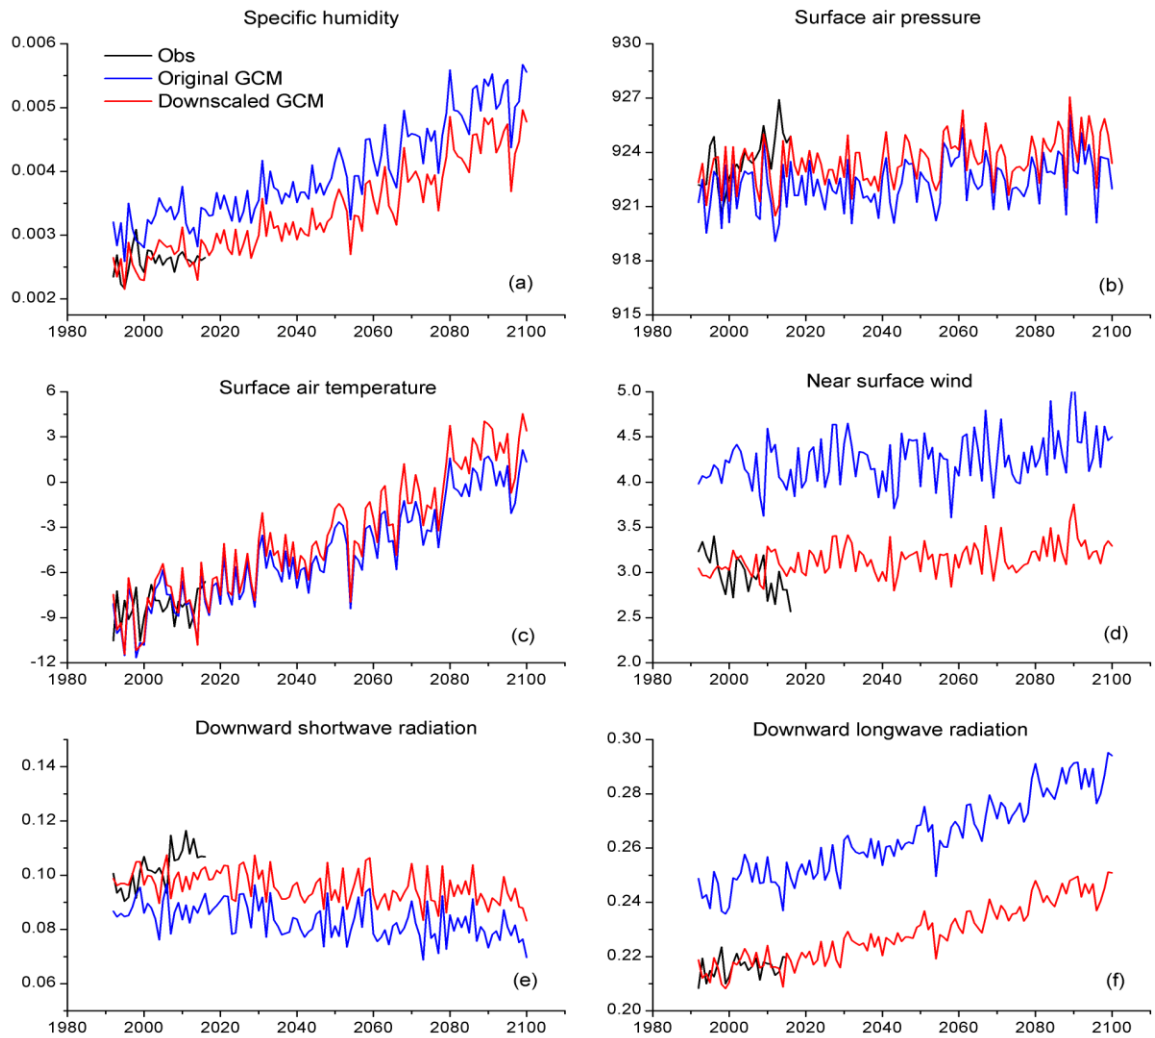 Specific humidity
0.006
0.005
0.004
0.003
0.002
Obs
Original GCM
Downscaled GCM
(a)
1980 2000 2020 2040 2060 2080 2100
Surface air pressure
930
927
924
921
918
915
(b)
1980 2000 2020 2040 2060 2080 2100
Surface air temperature
6
3
0
-3
-6
-9
-12
(c)
1980 2000 2020 2040 2060 2080 2100
Near surface wind
5.0
4.5
4.0
3.5
3.0
2.5
2.0
(d)
1980 2000 2020 2040 2060 2080 2100
Downward shortwave radiation
0.14
0.12
0.10
0.08
0.06
(e)
1980 2000 2020 2040 2060 2080 2100
Downward longwave radiation
0.30
0.28
0.26
0.24
0.22
0.20
(f)
1980 2000 2020 2040 2060 2080 2100